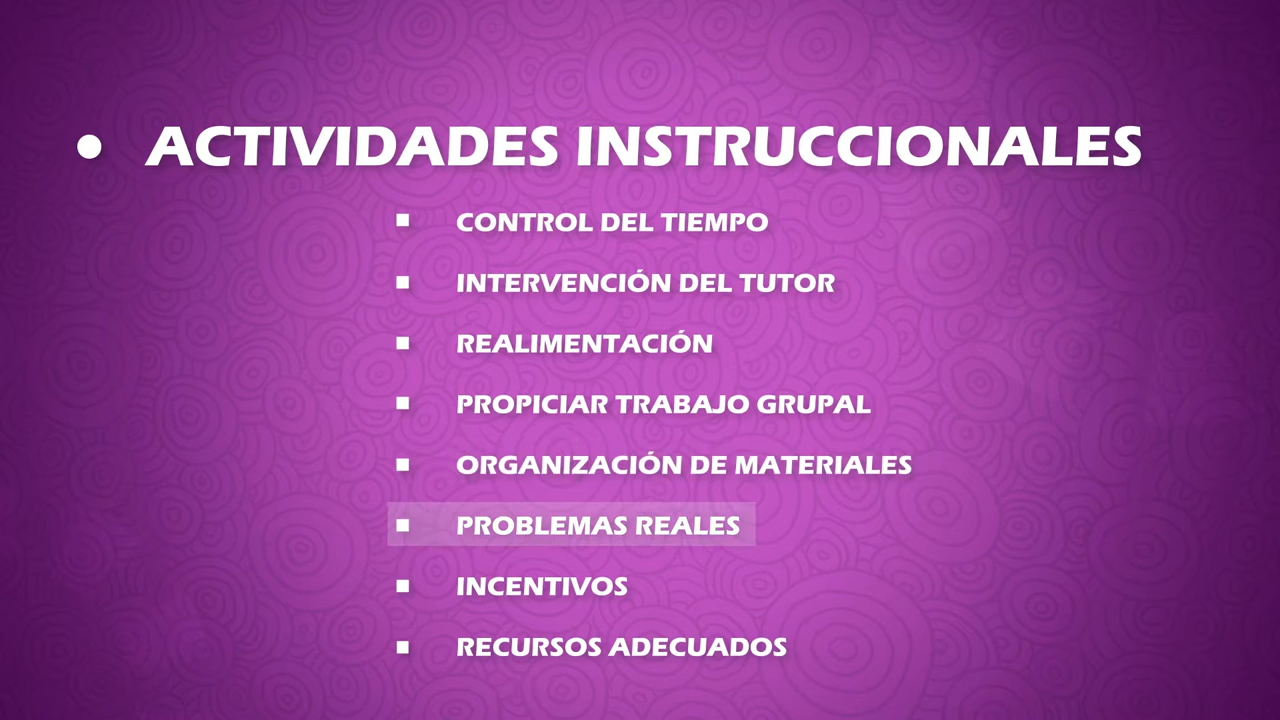 ● ACTIVIDADES INSTRUCCIONALES
▪ CONTROL DEL TIEMPO
▪ INTERVENCIÓN DEL TUTOR
▪ REALIMENTACIÓN
▪ PROPICIAR TRABAJO GRUPAL
▪ ORGANIZACIÓN DE MATERIALES
▪ PROBLEMAS REALES
▪ INCENTIVOS
▪ RECURSOS ADECUADOS